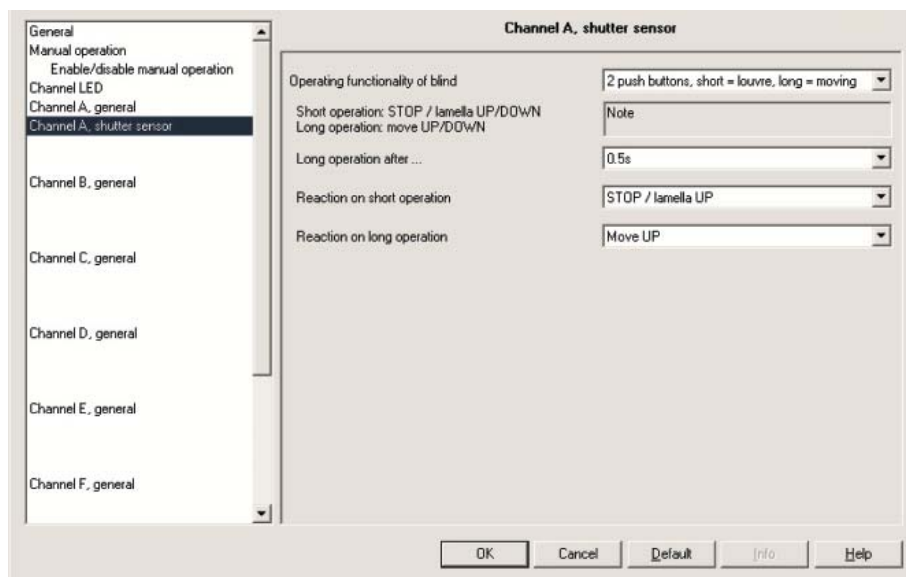 Channel A, shutter sensor
General
Manual operation
Enable/disable manual operation
Channel LED
Channel A, general
Channel A, shutter sensor
Channel B, general
Channel C, general
Channel D, general
Channel E, general
Channel F, general
Operating functionality of blind
2 push buttons, short = louvre, long = moving
Short operation: STOP / lamella UP/DOWN
Long operation: move UP/DOWN
Note
Long operation after ...
0.5s
Reaction on short operation
STOP / lamella UP
Reaction on long operation
Move UP
OK
Cancel
Default
Info
Help